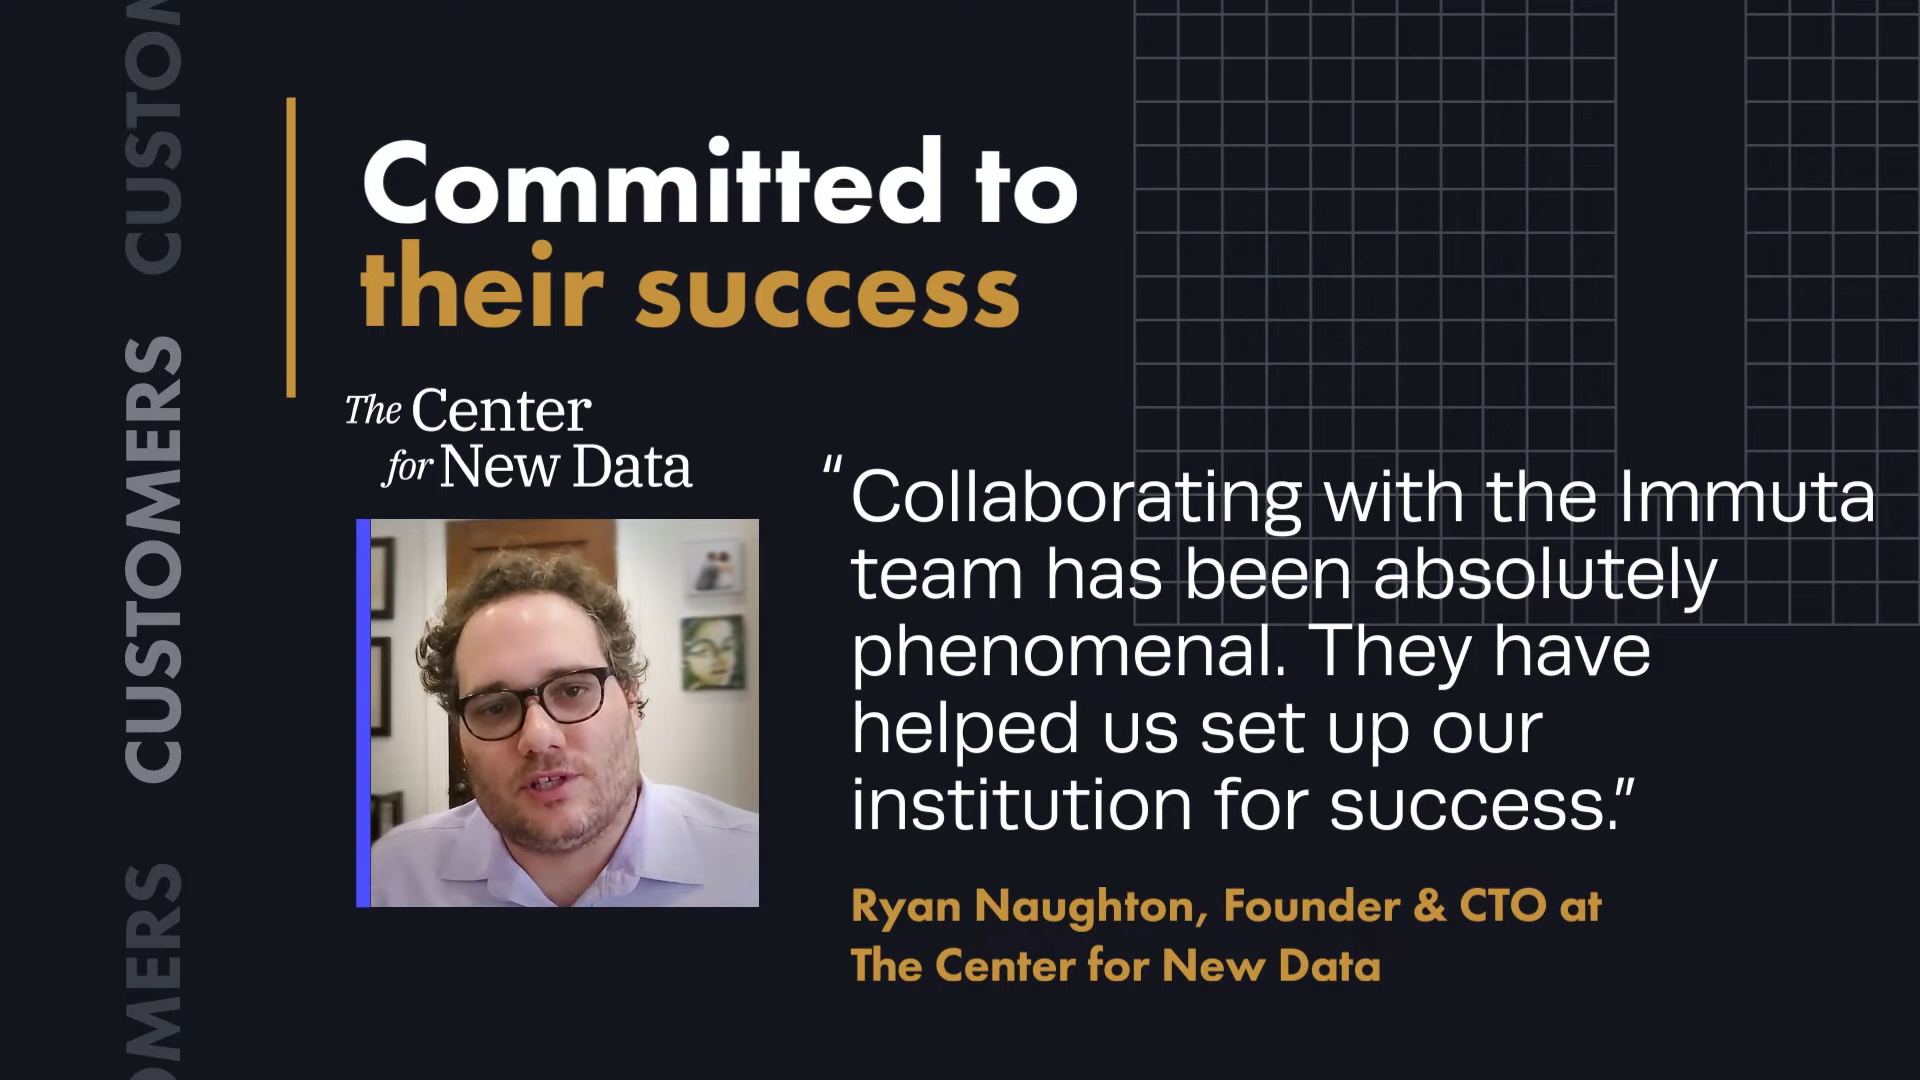 CUSTOM
CUSTOMERS
OMERS
Committed to
their success
The Center
for New Data
“Collaborating with the Immuta
team has been absolutely
phenomenal. They have
helped us set up our
institution for success.”
Ryan Naughton, Founder & CTO at
The Center for New Data